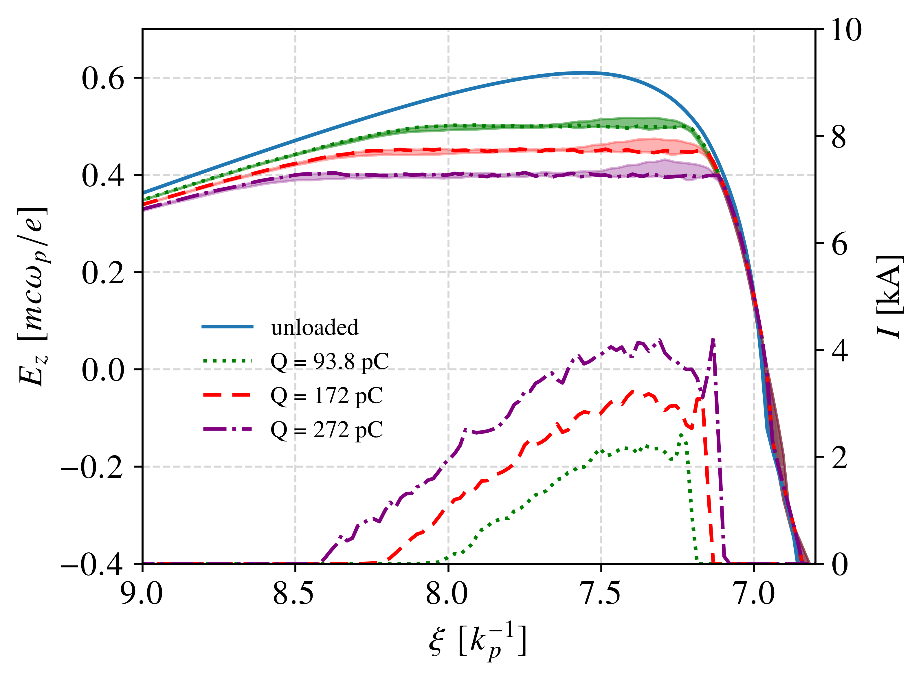 0.6
0.4
0.2
0.0
−0.2
−0.4
E_z [mcω_p/e]
10
8
6
4
2
0
I [kA]
unloaded
Q = 93.8 pC
Q = 172 pC
Q = 272 pC
9.0 8.5 8.0 7.5 7.0
ξ [k_p^{-1}]